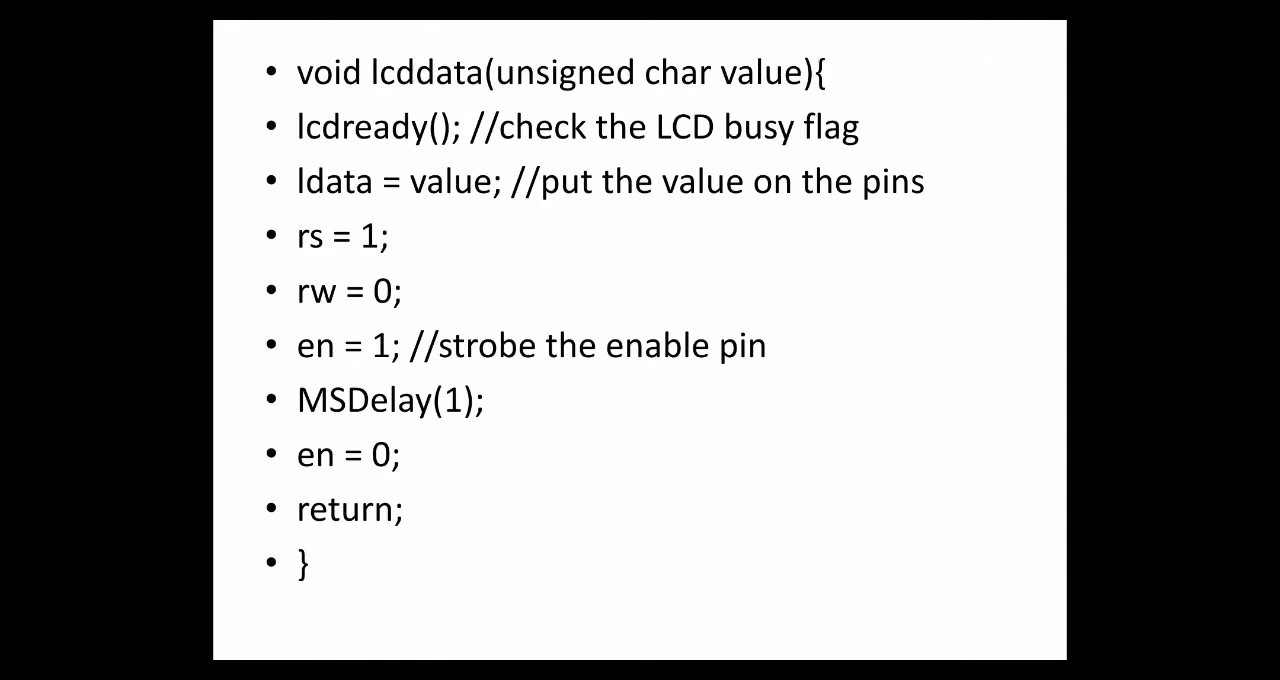 • void lcddata(unsigned char value){
• lcdready(); //check the LCD busy flag
• ldata = value; //put the value on the pins
• rs = 1;
• rw = 0;
• en = 1; //strobe the enable pin
• MSDelay(1);
• en = 0;
• return;
• }